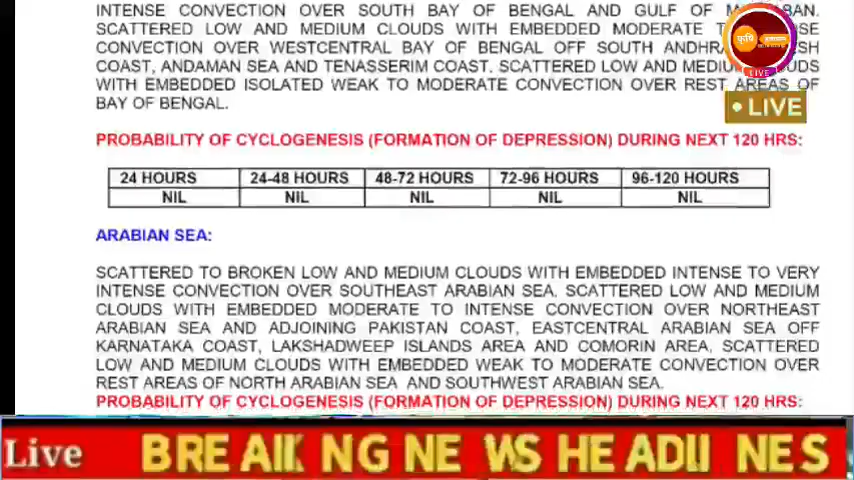 INTENSE CONVECTION OVER SOUTH BAY OF BENGAL AND GULF OF
SCATTERED LOW AND MEDIUM CLOUDS WITH EMBEDDED MODERATE
CONVECTION OVER WESTCENTRAL BAY OF BENGAL OFF SOUTH
COAST, ANDAMAN SEA AND TENASSERIM COAST. SCATTERED LOW AND
WITH EMBEDDED ISOLATED WEAK TO MODERATE CONVECTION OVER REST AREAS OF
BAY OF BENGAL.
कृषि
LIVE
• LIVE
PROBABILITY OF CYCLOGENESIS (FORMATION OF DEPRESSION) DURING NEXT 120 HRS:
24 HOURS 24-48 HOURS 48-72 HOURS 72-96 HOURS 96-120 HOURS
NIL NIL NIL NIL NIL
ARABIAN SEA:
SCATTERED TO BROKEN LOW AND MEDIUM CLOUDS WITH EMBEDDED INTENSE TO VERY
INTENSE CONVECTION OVER SOUTHEAST ARABIAN SEA. SCATTERED LOW AND MEDIUM
CLOUDS WITH EMBEDDED MODERATE TO INTENSE CONVECTION OVER NORTHEAST
ARABIAN SEA AND ADJOINING PAKISTAN COAST, EASTCENTRAL ARABIAN SEA OFF
KARNATAKA COAST, LAKSHADWEEP ISLANDS AREA AND COMORIN AREA. SCATTERED
LOW AND MEDIUM CLOUDS WITH EMBEDDED WEAK TO MODERATE CONVECTION OVER
REST AREAS OF NORTH ARABIAN SEA AND SOUTHWEST ARABIAN SEA.
PROBABILITY OF CYCLOGENESIS (FORMATION OF DEPRESSION) DURING NEXT 120 HRS:
Live BREAKING NEWS HEADLINES